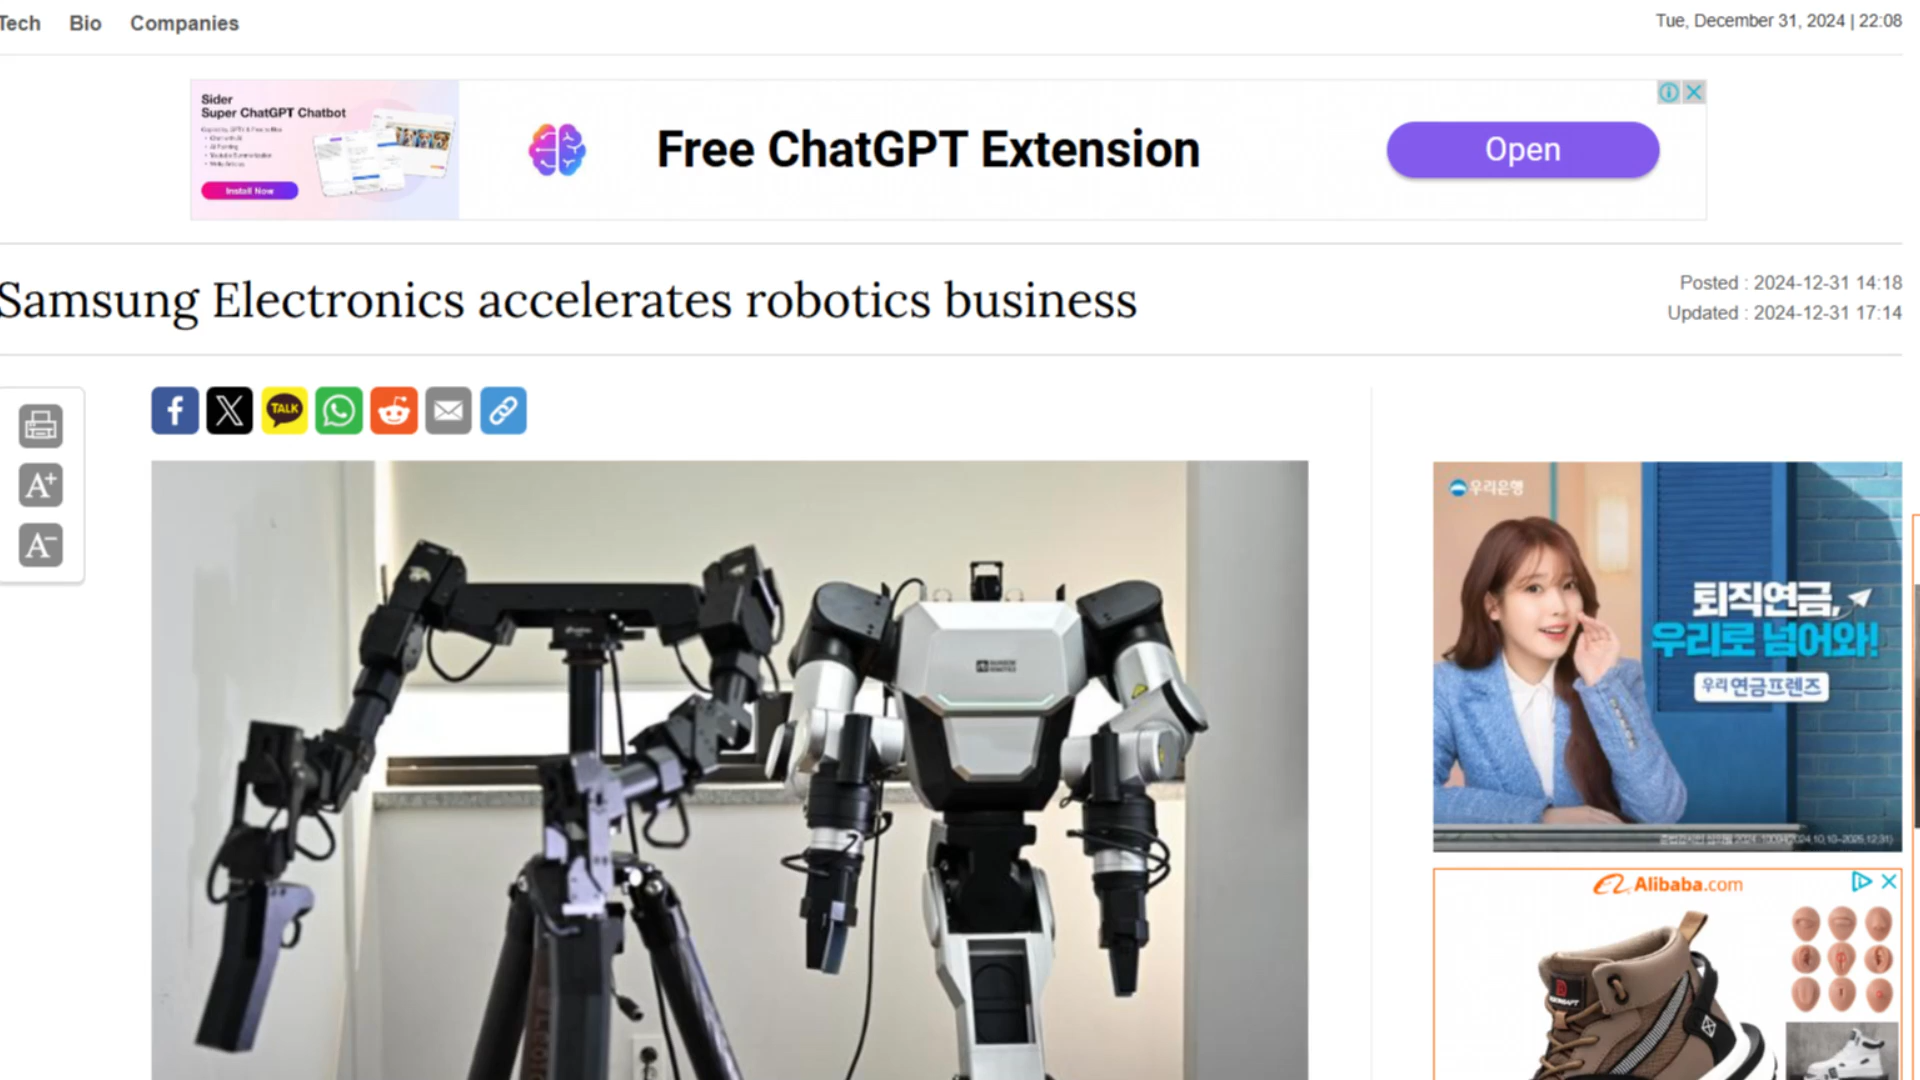 Tech Bio Companies
Tue, December 31, 2024 | 22:08
Sider
Super ChatGPT Chatbot
Install Now
Free ChatGPT Extension
Open
Samsung Electronics accelerates robotics business
Posted : 2024-12-31 14:18
Updated : 2024-12-31 17:14
TALK
A+
A-
RAINBOW
ROBOTICS
우리은행
퇴직연금,
우리로 넘어와!
우리 연금프렌즈
Alibaba.com